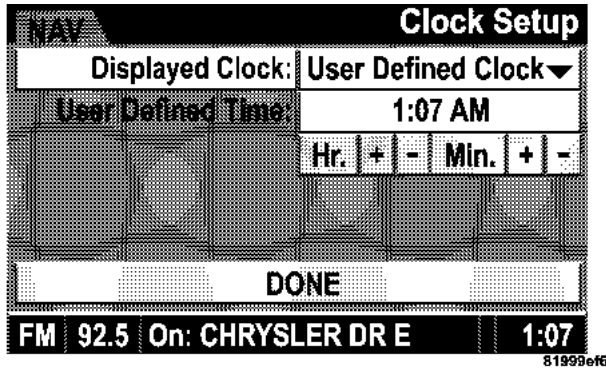 NAV Clock Setup
Displayed Clock: User Defined Clock
User Defined Time: 1:07 AM
Hr. + - Min. + -
DONE
FM 92.5 On: CHRYSLER DR E 1:07
81999ef6